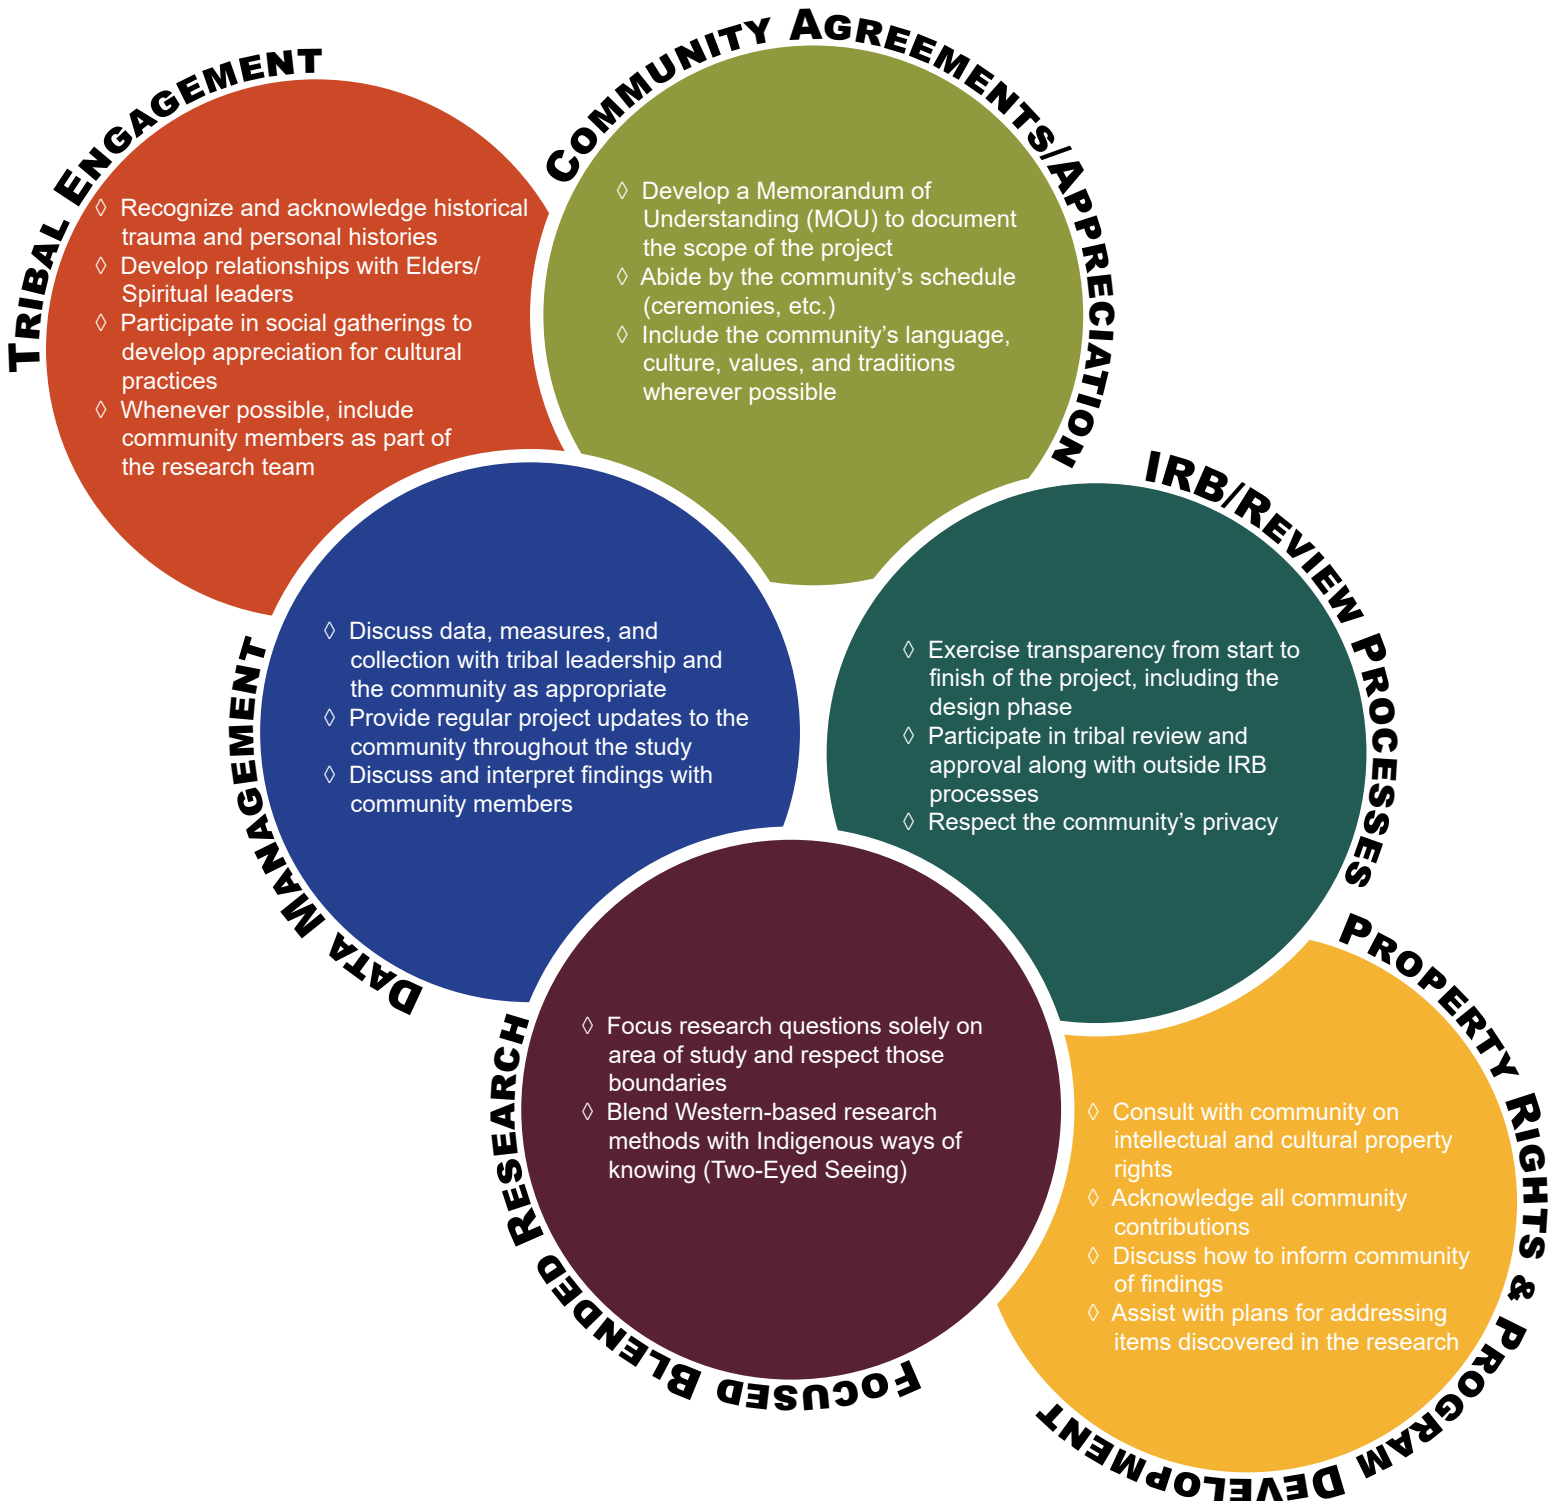 TRIBAL ENGAGEMENT
◊ Recognize and acknowledge historical
trauma and personal histories
◊ Develop relationships with Elders/
Spiritual leaders
◊ Participate in social gatherings to
develop appreciation for cultural
practices
◊ Whenever possible, include
community members as part of
the research team
COMMUNITY AGREEMENTS/APPRECIATION
◊ Develop a Memorandum of
Understanding (MOU) to document
the scope of the project
◊ Abide by the community’s schedule
(ceremonies, etc.)
◊ Include the community’s language,
culture, values, and traditions
wherever possible
DATA MANAGEMENT
◊ Discuss data, measures, and
collection with tribal leadership and
the community as appropriate
◊ Provide regular project updates to the
community throughout the study
◊ Discuss and interpret findings with
community members
IRB/REVIEW PROCESSES
◊ Exercise transparency from start to
finish of the project, including the
design phase
◊ Participate in tribal review and
approval along with outside IRB
processes
◊ Respect the community’s privacy
FOCUSED BLENDED RESEARCH
◊ Focus research questions solely on
area of study and respect those
boundaries
◊ Blend Western-based research
methods with Indigenous ways of
knowing (Two-Eyed Seeing)
PROPERTY RIGHTS & PROGRAM DEVELOPMENT
◊ Consult with community on
intellectual and cultural property
rights
◊ Acknowledge all community
contributions
◊ Discuss how to inform community
of findings
◊ Assist with plans for addressing
items discovered in the research